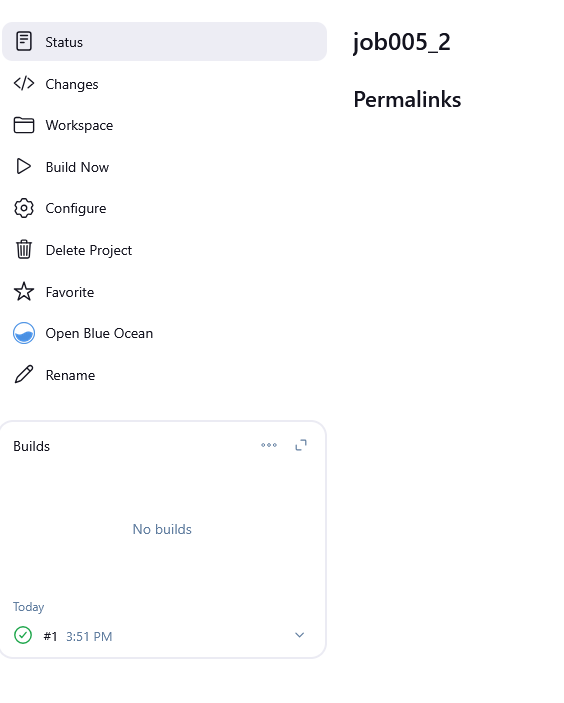 Status
Changes
Workspace
Build Now
Configure
Delete Project
Favorite
Open Blue Ocean
Rename
Builds
No builds
Today
#1 3:51 PM
job005_2
Permalinks